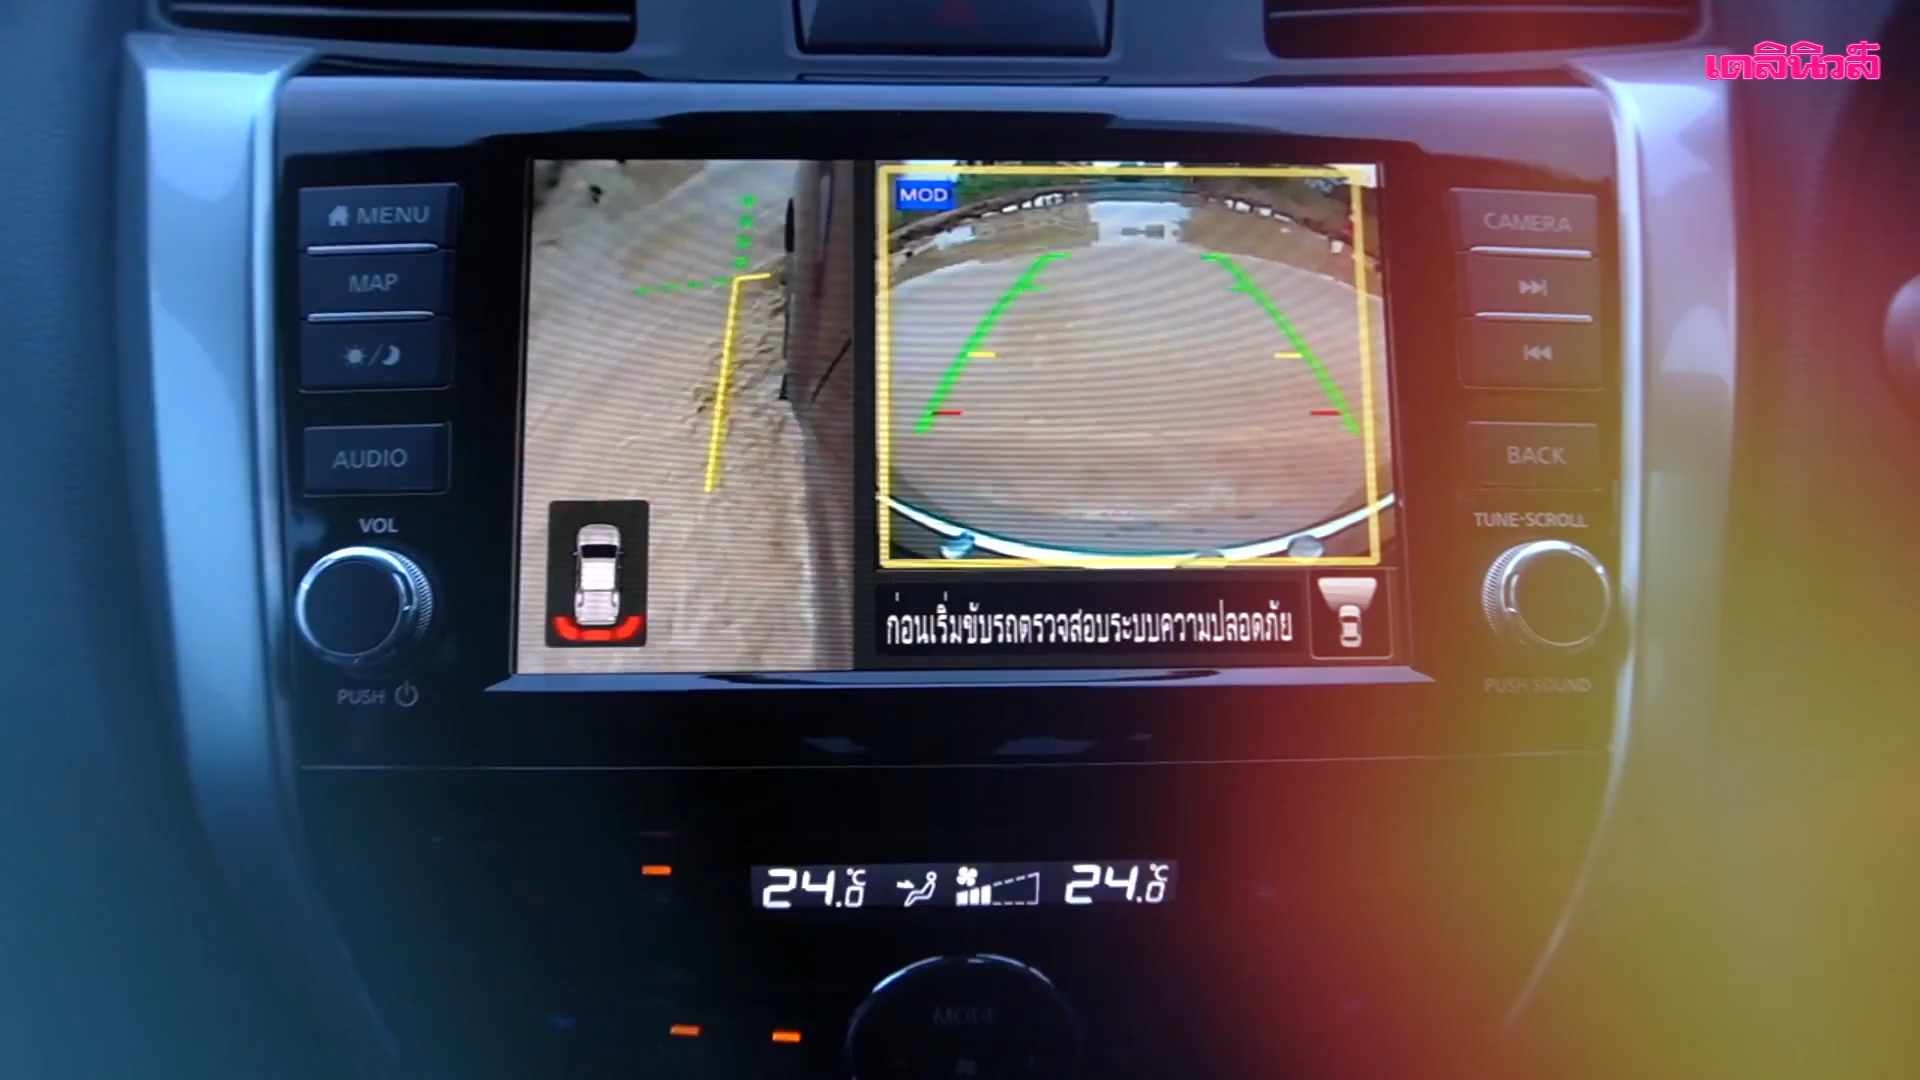 เดลินิวส์
MENU
MAP
AUDIO
VOL
PUSH
MOD
ก่อนเริ่มขับรถตรวจสอบระบบความปลอดภัย
CAMERA
BACK
TUNE·SCROLL
PUSH SOUND
24.0℃ 24.0℃
MODE